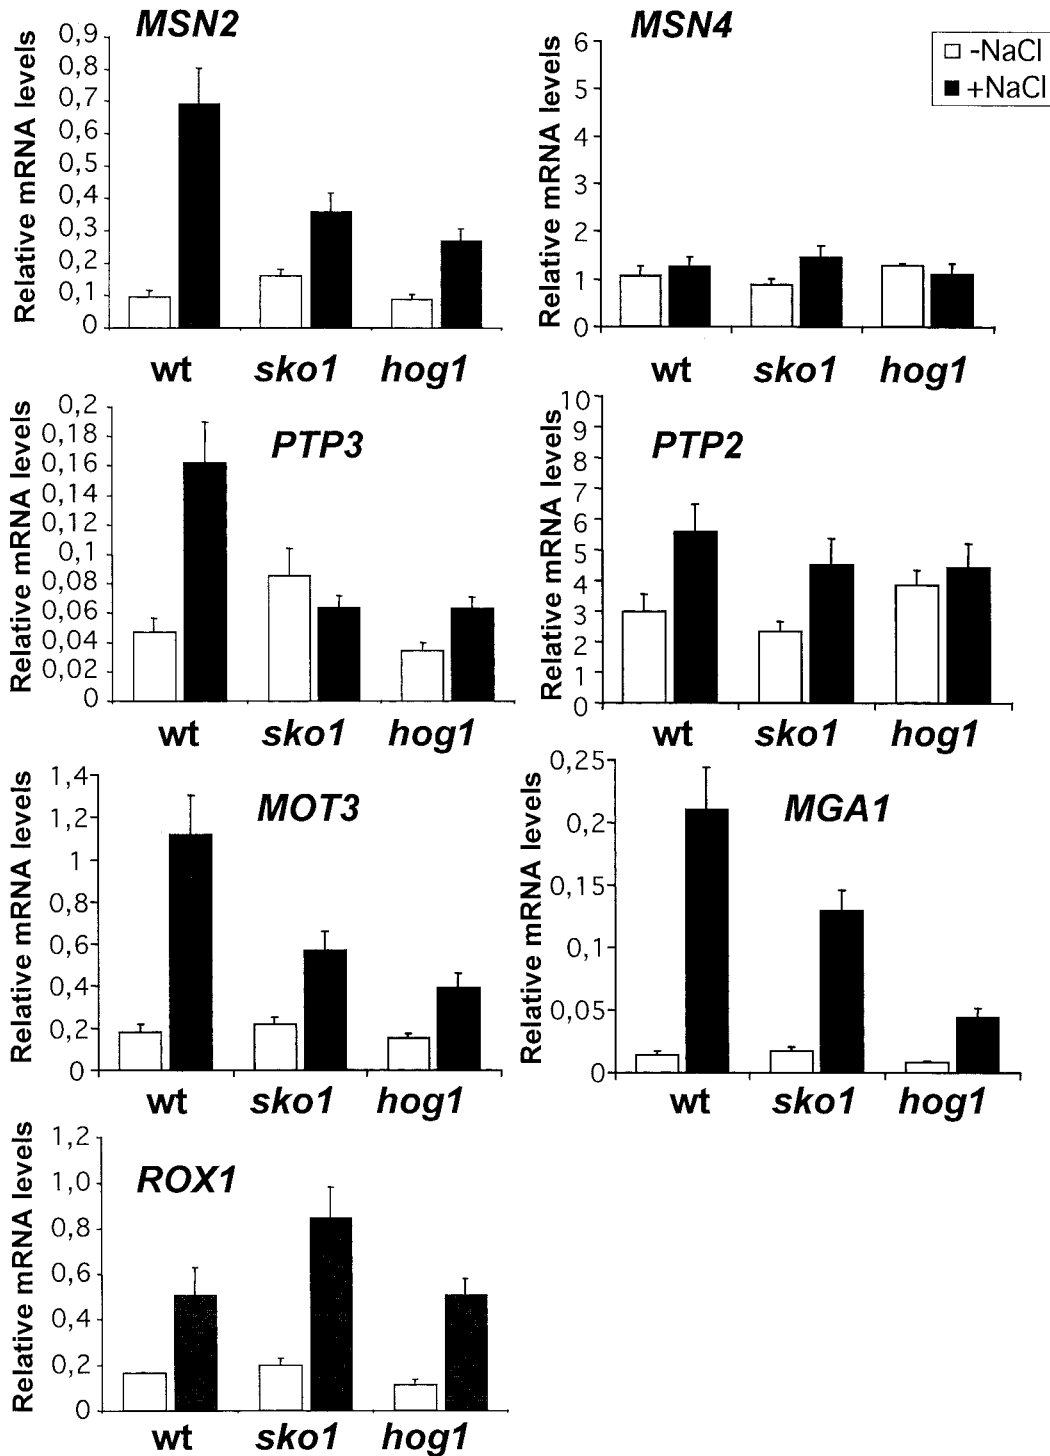 MSN2
Relative mRNA levels
0,9
0,8
0,7
0,6
0,5
0,4
0,3
0,2
0,1
0
wt sko1 hog1
MSN4
Relative mRNA levels
6
5
4
3
2
1
0
wt sko1 hog1
-NaCl
+NaCl
PTP3
Relative mRNA levels
0,2
0,18
0,16
0,14
0,12
0,1
0,08
0,06
0,04
0,02
0
wt sko1 hog1
PTP2
Relative mRNA levels
10
9
8
7
6
5
4
3
2
1
0
wt sko1 hog1
MOT3
Relative mRNA levels
1,4
1,2
1
0,8
0,6
0,4
0,2
0
wt sko1 hog1
MGA1
Relative mRNA levels
0,25
0,2
0,15
0,1
0,05
0
wt sko1 hog1
ROX1
Relative mRNA levels
1,2
1,0
0,8
0,6
0,4
0,2
0
wt sko1 hog1